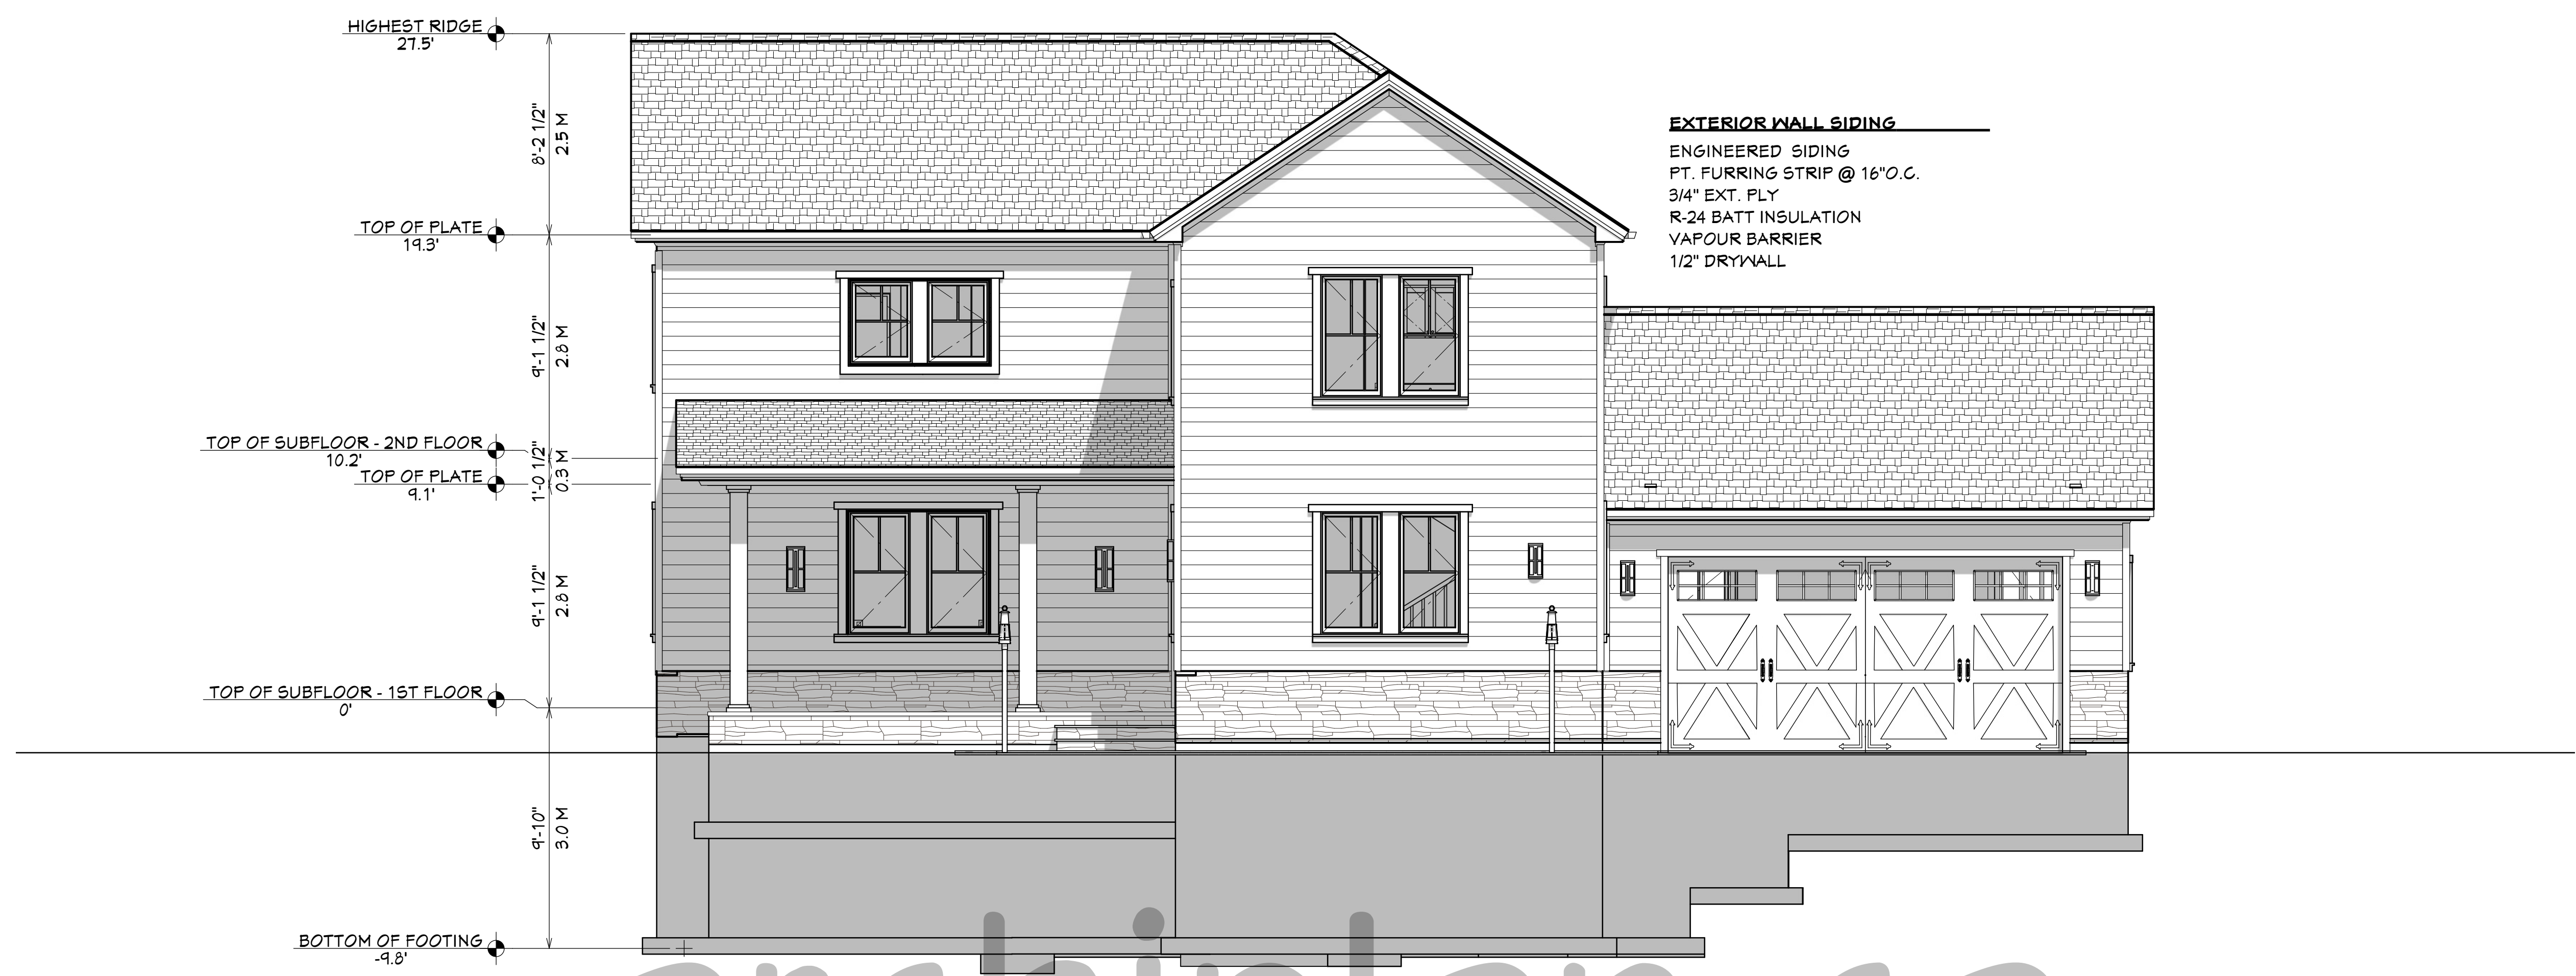 HIGHEST RIDGE
27.5'
8'-2 1/2"
2.5 M
EXTERIOR WALL SIDING
ENGINEERED SIDING
PT. FURRING STRIP @ 16"O.C.
3/4" EXT. PLY
R-24 BATT INSULATION
VAPOUR BARRIER
1/2" DRYWALL
TOP OF PLATE
19.3'
9'-1 1/2"
2.8 M
TOP OF SUBFLOOR - 2ND FLOOR
10.2'
1'-0 1/2"
0.3 M
TOP OF PLATE
9.1'
9'-1 1/2"
2.8 M
TOP OF SUBFLOOR - 1ST FLOOR
0'
9'-10"
3.0 M
BOTTOM OF FOOTING
-9.8'